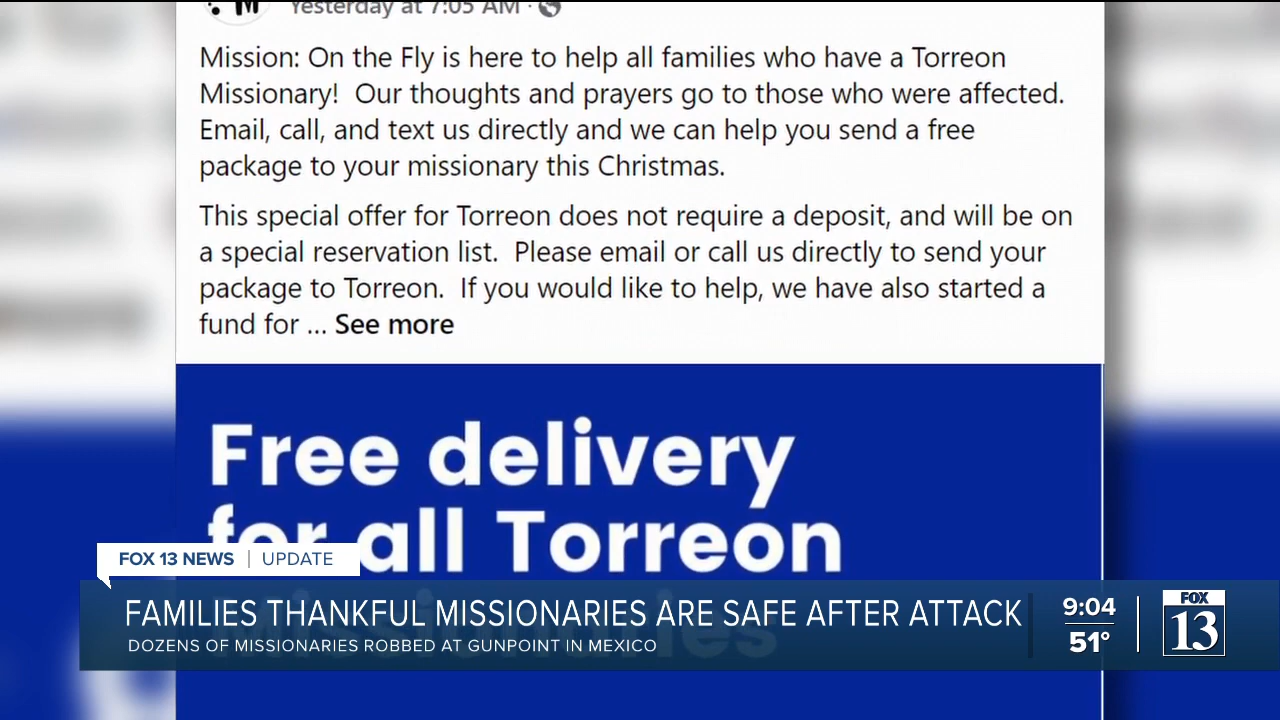 Yesterday at 7:05 AM ·
Mission: On the Fly is here to help all families who have a Torreon
Missionary! Our thoughts and prayers go to those who were affected.
Email, call, and text us directly and we can help you send a free
package to your missionary this Christmas.
This special offer for Torreon does not require a deposit, and will be on
a special reservation list. Please email or call us directly to send your
package to Torreon. If you would like to help, we have also started a
fund for ... See more
Free delivery
for all Torreon
Missionaries
FOX 13 NEWS | UPDATE
FAMILIES THANKFUL MISSIONARIES ARE SAFE AFTER ATTACK
DOZENS OF MISSIONARIES ROBBED AT GUNPOINT IN MEXICO
9:04
51°
FOX
13